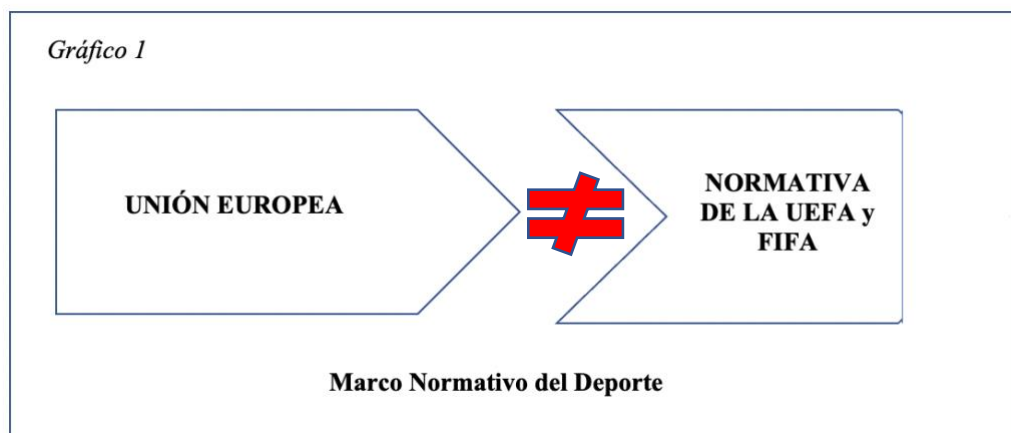 Gráfico 1
UNIÓN EUROPEA
NORMATIVA
DE LA UEFA y
FIFA
≠
Marco Normativo del Deporte